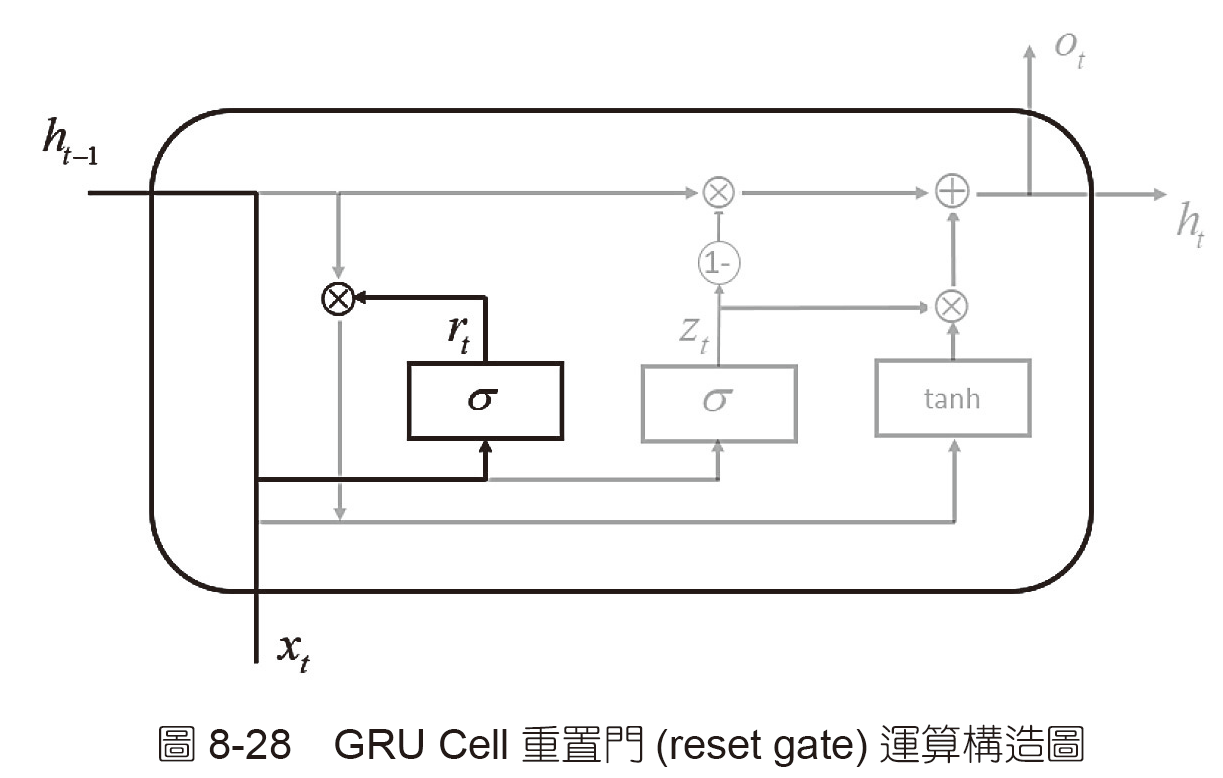 o_t
h_{t-1}
⊗
⊕
h_t
1-
⊗
⊗
r_t
z_t
σ
σ
tanh
x_t
圖 8-28 GRU Cell 重置門 (reset gate) 運算構造圖